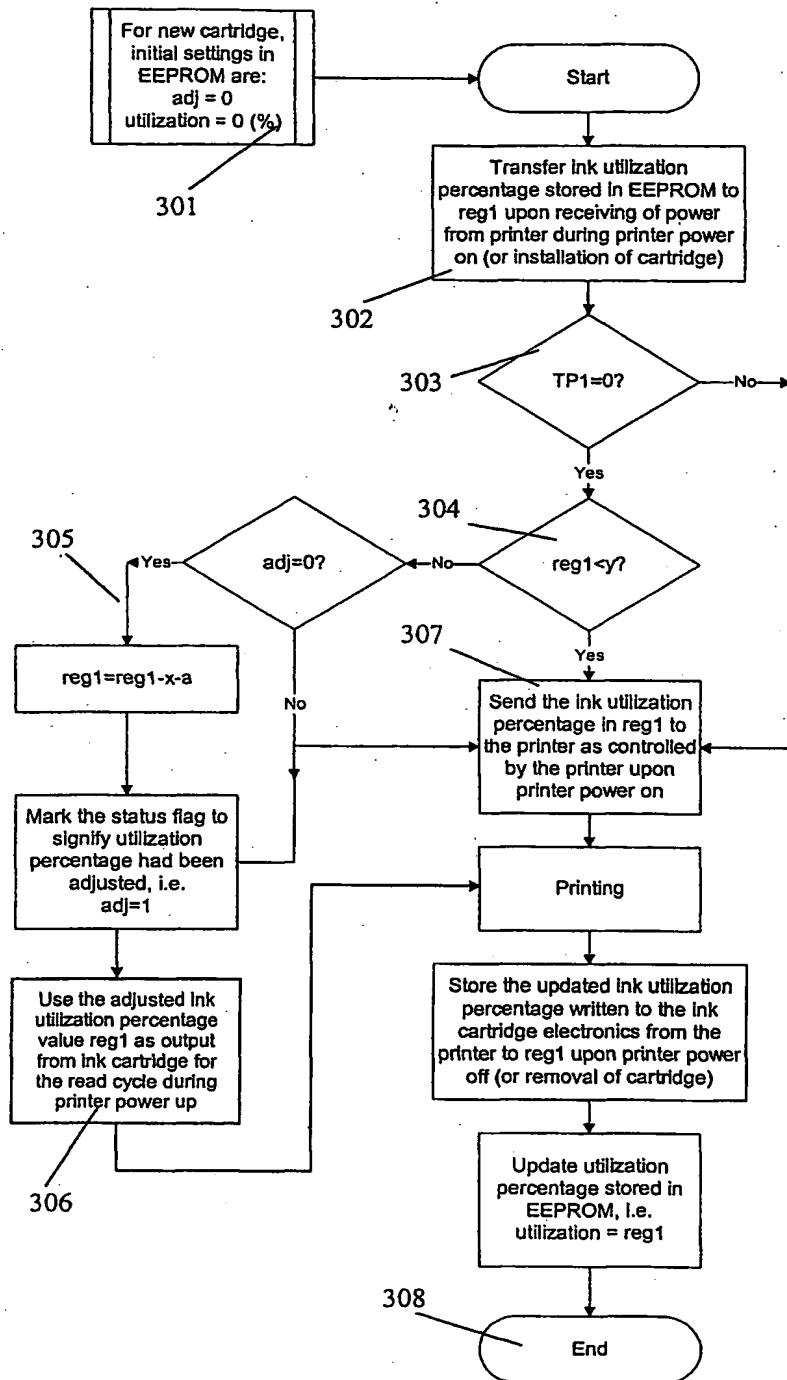 For new cartridge,
initial settings in
EEPROM are:
adj = 0
utilization = 0 (%)
301
Start
Transfer ink utilization
percentage stored in EEPROM to
reg1 upon receiving of power
from printer during printer power
on (or installation of cartridge)
302
303
TP1=0?
No
Yes
304
reg1<y?
No
adj=0?
Yes
305
307
Yes
reg1=reg1-x-a
No
Send the ink utilization
percentage in reg1 to
the printer as controlled
by the printer upon
printer power on
Mark the status flag to
signify utilization
percentage had been
adjusted, i.e.
adj=1
Printing
Use the adjusted ink
utilization percentage
value reg1 as output
from ink cartridge for
the read cycle during
printer power up
306
Store the updated ink utilization
percentage written to the ink
cartridge electronics from the
printer to reg1 upon printer power
off (or removal of cartridge)
Update utilization
percentage stored in
EEPROM, i.e.
utilization = reg1
308
End